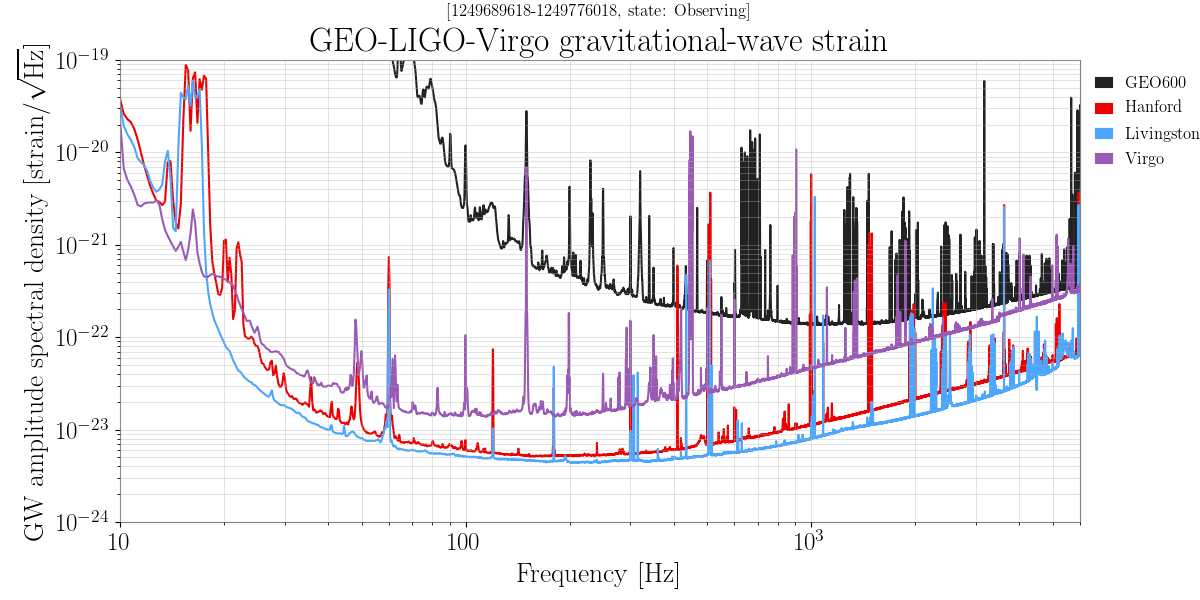 [1249689618-1249776018, state: Observing]
GEO-LIGO-Virgo gravitational-wave strain
GW amplitude spectral density [strain/√Hz]
10⁻¹⁹
10⁻²⁰
10⁻²¹
10⁻²²
10⁻²³
10⁻²⁴
10
100
10³
Frequency [Hz]
GEO600
Hanford
Livingston
Virgo